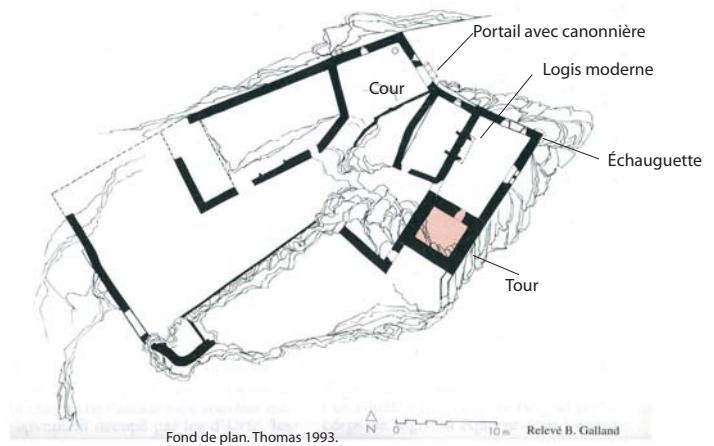 Portail avec canonnière
Logis moderne
Cour
Échauguette
Tour
N
0
10 m
Relevé B. Galland
Fond de plan. Thomas 1993.